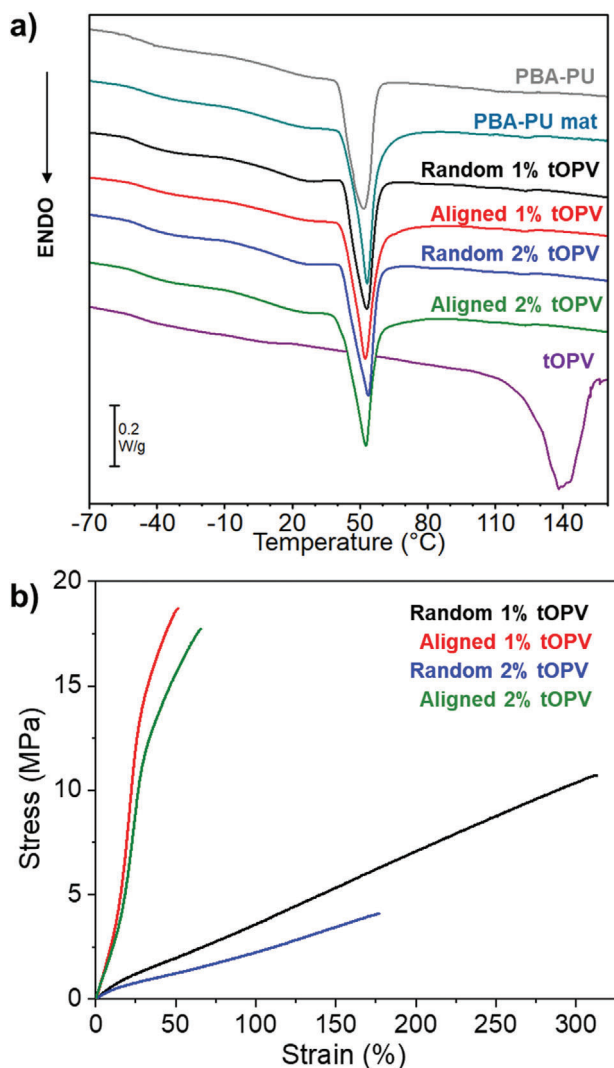 a)
ENDO
PBA-PU
PBA-PU mat
Random 1% tOPV
Aligned 1% tOPV
Random 2% tOPV
Aligned 2% tOPV
tOPV
0.2
W/g
-70 -40 -10 20 50 80 110 140
Temperature (°C)
b)
Random 1% tOPV
Aligned 1% tOPV
Random 2% tOPV
Aligned 2% tOPV
20
15
10
5
0
Stress (MPa)
0 50 100 150 200 250 300
Strain (%)